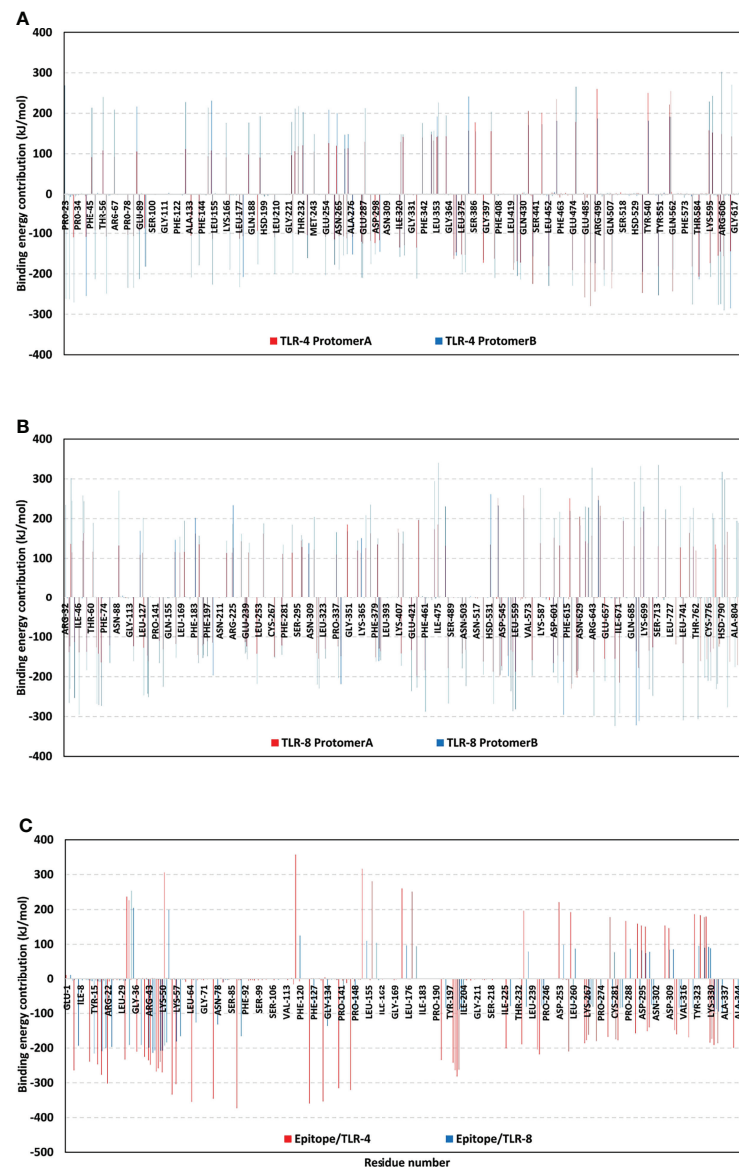 A
Binding energy contribution (kJ/mol)
400
300
200
100
0
-100
-200
-300
-400
PRO-23 PRO-34 PHE-45 THR-56 ARG-67 PRO-78 GLU-89 SER-100 GLY-111 PHE-122 ALA-133 PHE-144 LEU-155 LYS-166 LEU-177 GLN-188 HSD-199 LEU-210 GLY-221 THR-232 MET-243 GLU-254 ASN-265 ALA-276 GLU-287 ASP-298 ASN-309 ILE-320 GLY-331 PHE-342 LEU-353 GLY-364 LEU-375 SER-386 GLY-397 PHE-408 LEU-419 GLN-430 SER-441 LEU-452 PHE-463 GLU-474 GLU-485 ARG-496 GLN-507 SER-518 HSD-529 TYR-540 TYR-551 GLN-562 PHE-573 THR-584 LYS-595 ARG-606 GLY-617
TLR-4 ProtomerA TLR-4 ProtomerB
B
Binding energy contribution (kJ/mol)
400
300
200
100
0
-100
-200
-300
-400
ARG-32 ILE-46 THR-60 PHE-74 ASN-88 GLY-113 LEU-127 PRO-141 GLN-155 LEU-169 PHE-183 PHE-197 ASN-211 ARG-225 GLU-239 LEU-253 CYS-267 PHE-281 SER-295 ASN-309 LEU-323 PRO-337 GLY-351 LYS-365 PHE-379 LEU-393 LYS-407 GLU-421 PHE-461 ILE-475 SER-489 ASN-503 ASN-517 HSD-531 ASP-545 LEU-559 VAL-573 LYS-587 ASP-601 PHE-615 ASN-629 ARG-643 GLU-657 ILE-671 GLN-685 LYS-699 SER-713 LEU-727 LEU-741 THR-762 CYS-776 HSD-790 ALA-804
TLR-8 ProtomerA TLR-8 ProtomerB
C
Binding energy contribution (kJ/mol)
400
300
200
100
0
-100
-200
-300
-400
-500
GLU-1 ILE-8 TYR-15 ARG-22 LEU-29 GLY-36 ARG-43 LYS-50 LYS-57 LEU-64 GLY-71 ASN-78 SER-85 PHE-92 SER-99 SER-106 VAL-113 PHE-120 PHE-127 GLY-134 PRO-141 PRO-148 LEU-155 ILE-162 GLY-169 LEU-176 ILE-183 PRO-190 TYR-197 ILE-204 GLY-211 SER-218 ILE-225 THR-232 LEU-239 PRO-246 ASP-253 LEU-260 LYS-267 PRO-274 CYS-281 PRO-288 ASP-295 ASN-302 ASP-309 VAL-316 TYR-323 LYS-330 ALA-337 ALA-344
Epitope/TLR-4 Epitope/TLR-8
Residue number